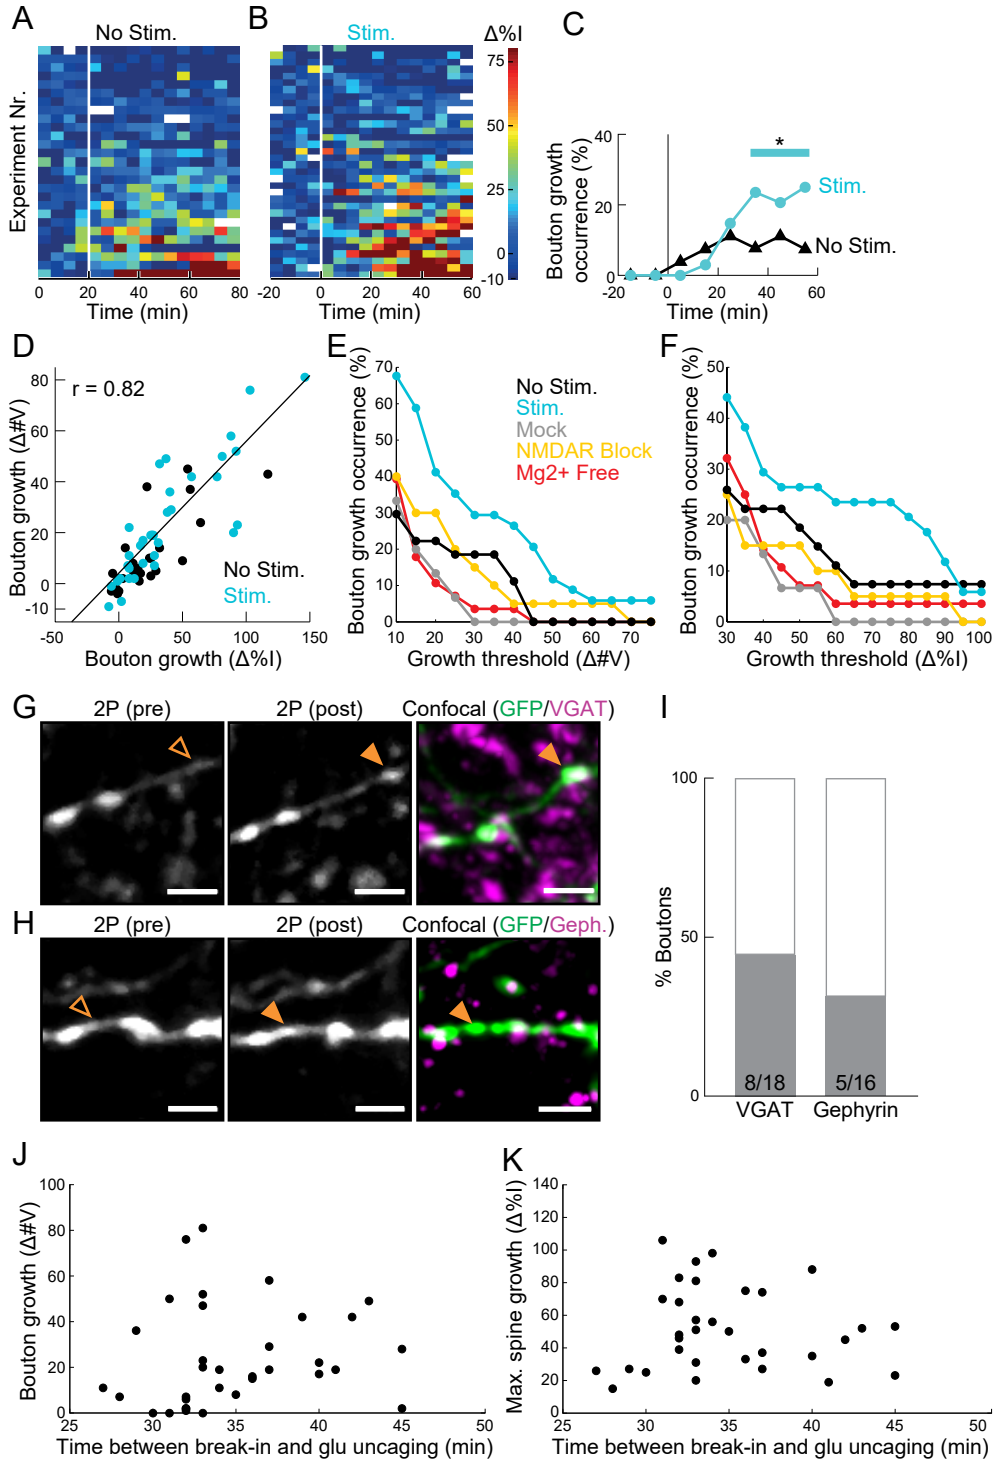 A
B
C
No Stim.
Stim.
Δ%I
Experiment Nr.
75
50
25
0
-10
0
20
40
60
80
Time (min)
-20
0
20
40
60
Time (min)
Bouton growth
occurrence (%)
40
20
0
*
Stim.
No Stim.
-20
0
20
40
60
Time (min)
D
E
F
Bouton growth (Δ#V)
80
60
40
20
0
-10
r = 0.82
No Stim.
Stim.
0
50
100
150
Bouton growth (Δ%I)
Bouton growth occurrence (%)
70
60
50
40
30
20
10
0
No Stim.
Stim.
Mock
NMDAR Block
Mg2+ Free
10
20
30
40
50
60
70
Growth threshold (Δ#V)
Bouton growth occurrence (%)
50
40
30
20
10
0
30
40
50
60
70
80
90
100
Growth threshold (Δ%I)
G
2P (pre)
2P (post)
Confocal (GFP/VGAT)
H
2P (pre)
2P (post)
Confocal (GFP/Geph.)
I
% Boutons
100
50
0
8/18
5/16
VGAT
Gephyrin
J
Bouton growth (Δ#V)
100
80
60
40
20
0
25
30
35
40
45
50
Time between break-in and glu uncaging (min)
K
Max. spine growth (Δ%I)
140
120
100
80
60
40
20
0
25
30
35
40
45
50
Time between break-in and glu uncaging (min)